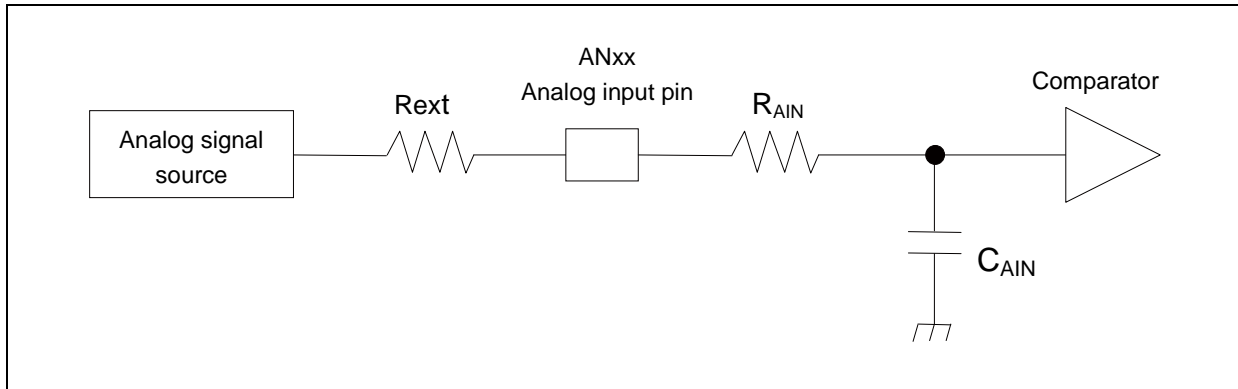 ANxx
Analog input pin
Comparator
Rext
RAIN
Analog signal
source
CAIN